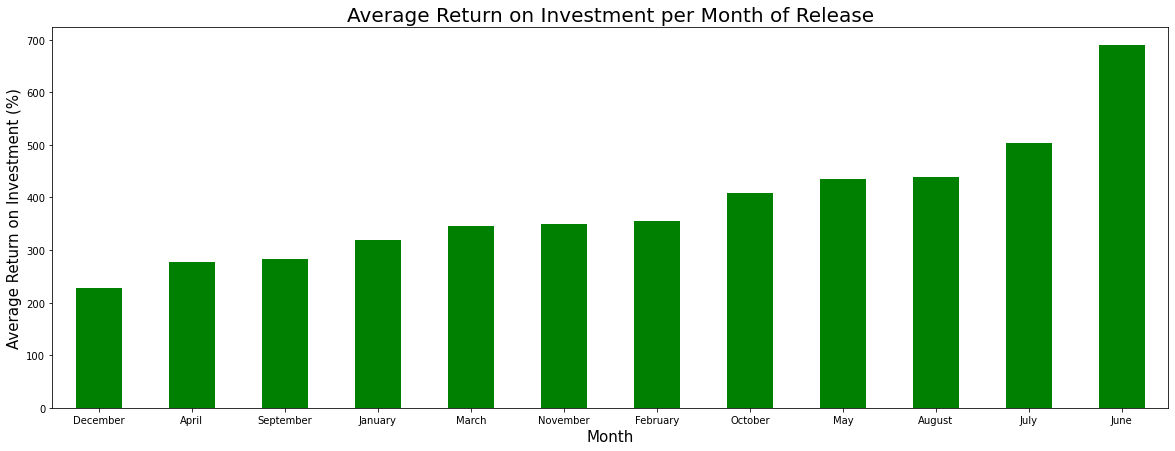 Average Return on Investment per Month of Release
Average Return on Investment (%)
700
600
500
400
300
200
100
0
December April September January March November February October May August July June
Month